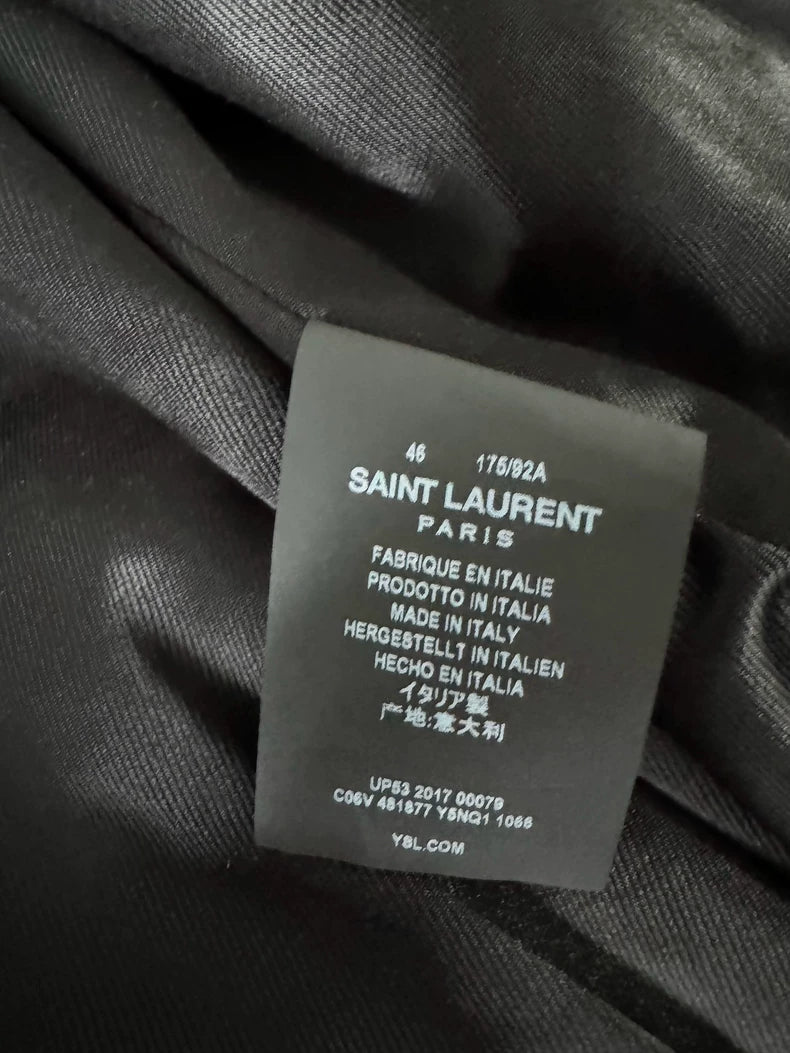 46 175/92A
SAINT LAURENT
PARIS
FABRIQUE EN ITALIE
PRODOTTO IN ITALIA
MADE IN ITALY
HERGESTELLT IN ITALIEN
HECHO EN ITALIA
イタリア製
产地:意大利
UP53 2017 00079
C06V 481877 Y5NQ1 1066
YSL.COM